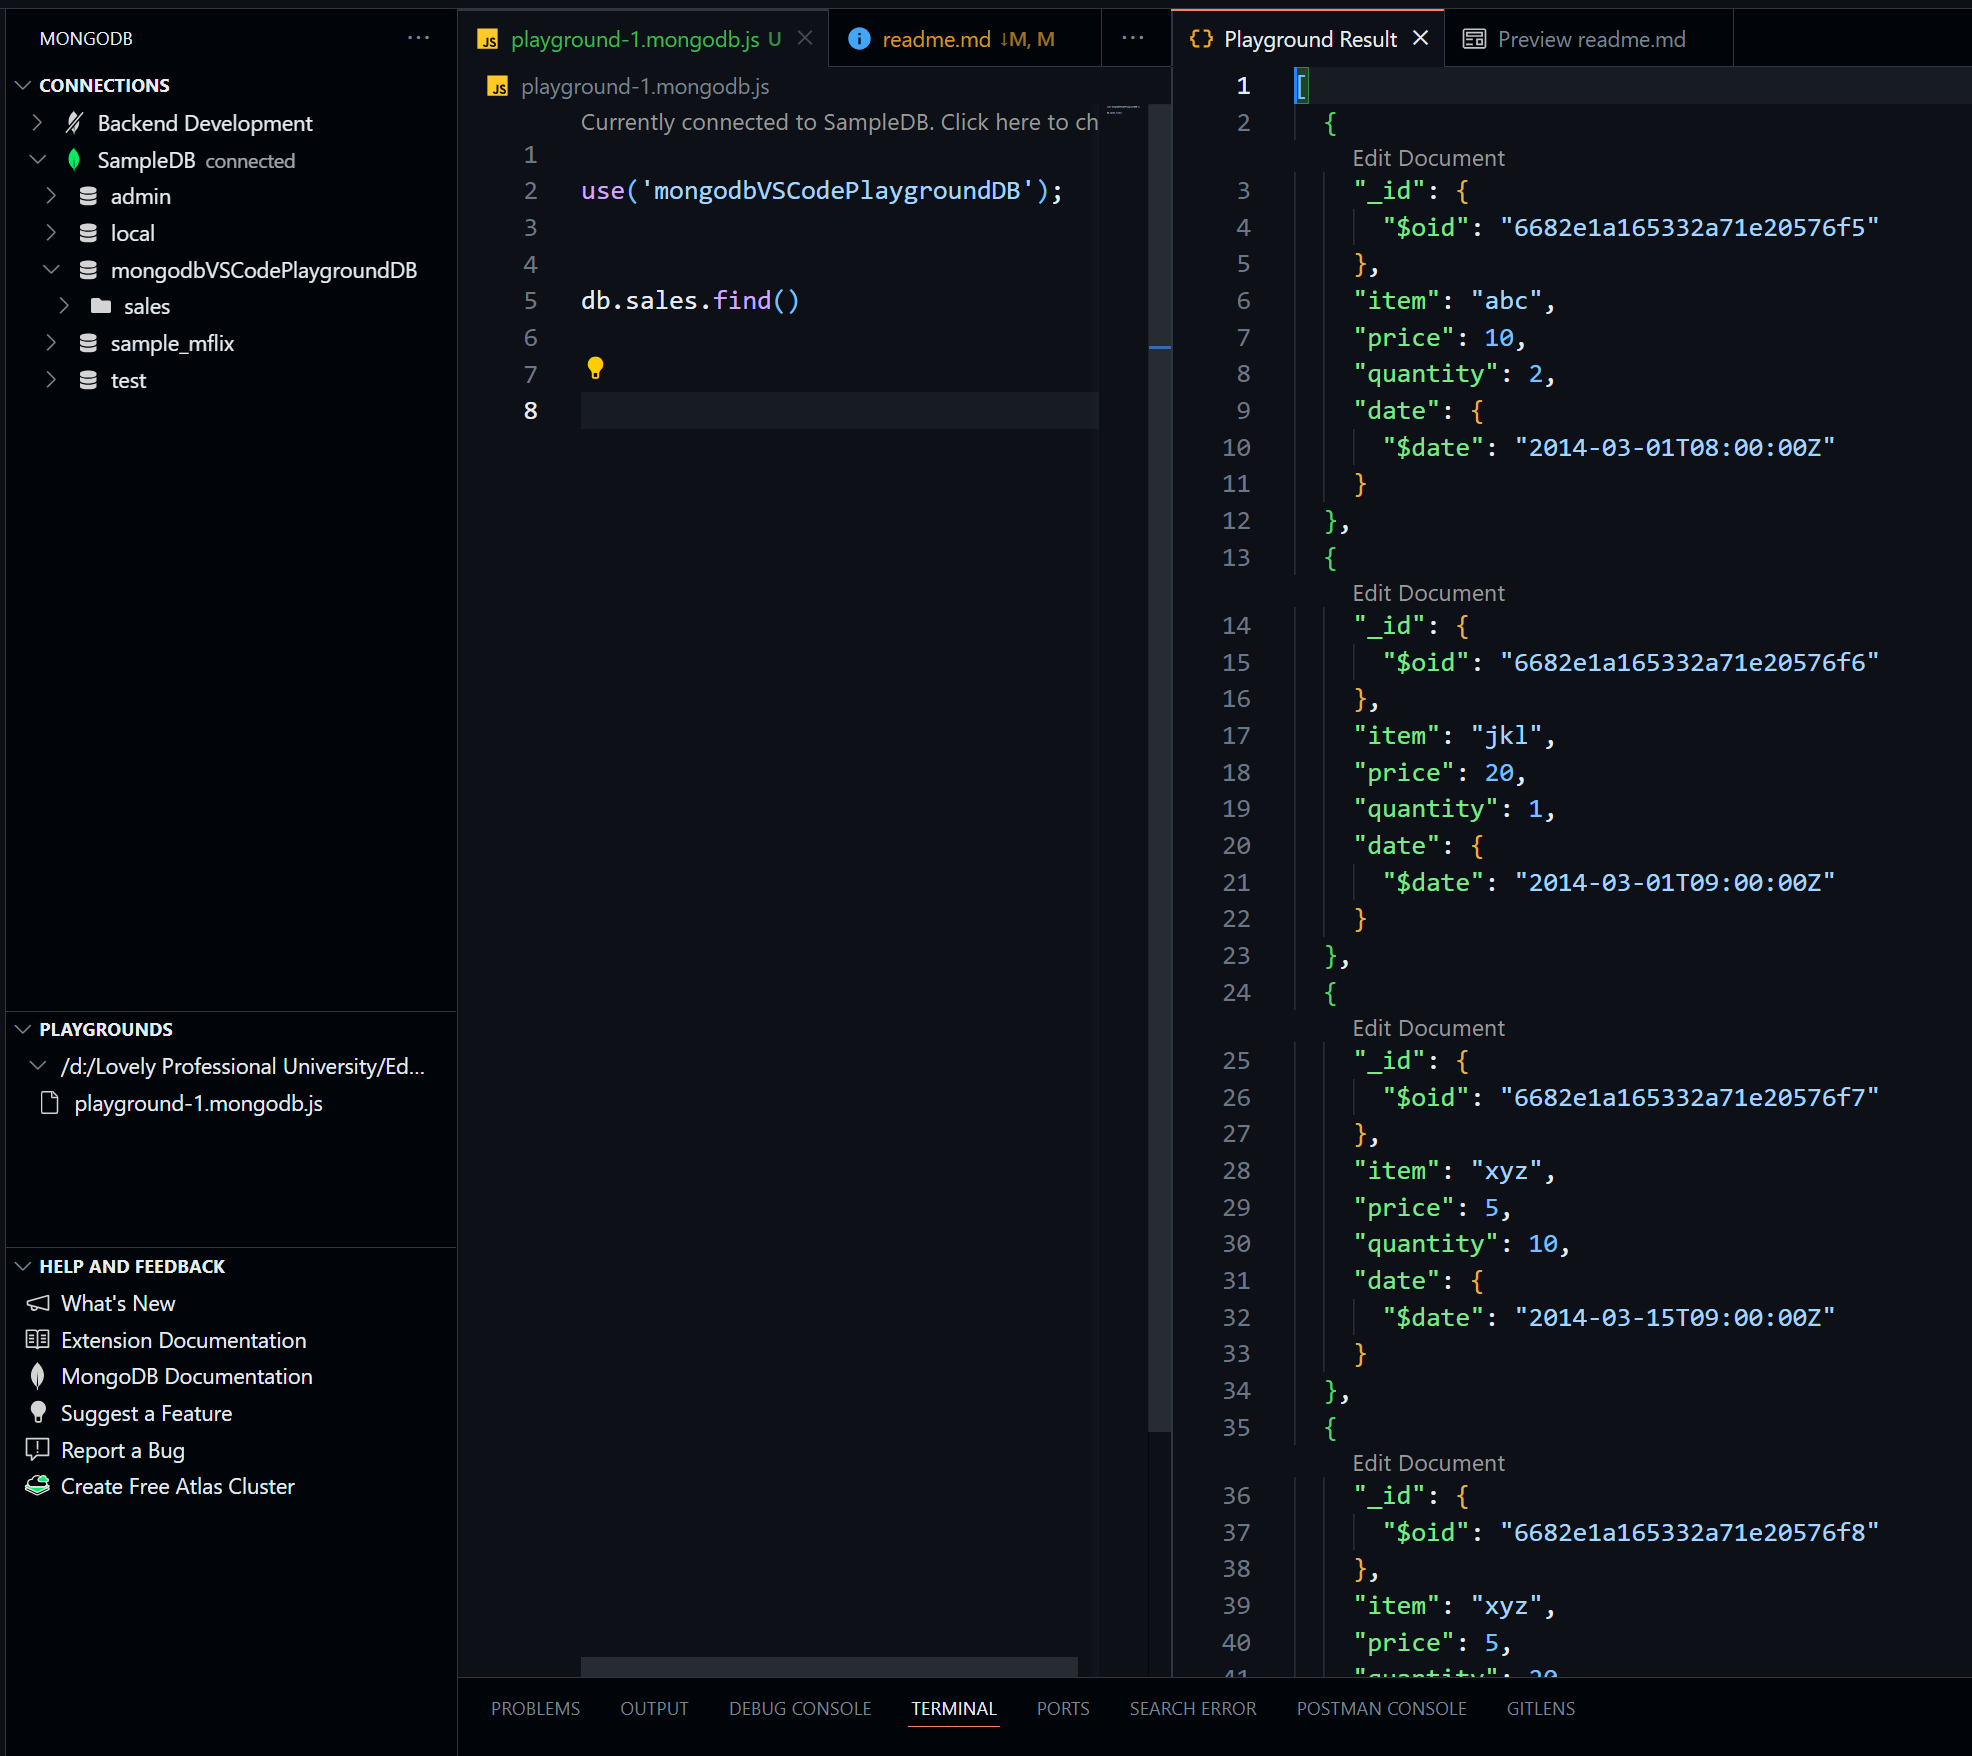 MONGODB
CONNECTIONS
Backend Development
SampleDB connected
admin
local
mongodbVSCodePlaygroundDB
sales
sample_mflix
test
PLAYGROUNDS
/d:/Lovely Professional University/Ed...
playground-1.mongodb.js
HELP AND FEEDBACK
What's New
Extension Documentation
MongoDB Documentation
Suggest a Feature
Report a Bug
Create Free Atlas Cluster
JS playground-1.mongodb.js U
readme.md ↓M, M
JS playground-1.mongodb.js
Currently connected to SampleDB. Click here to ch
1
2 use('mongodbVSCodePlaygroundDB');
3
4
5 db.sales.find()
6
7
8
{} Playground Result
Preview readme.md
1 [
2 {
Edit Document
3 "_id": {
4 "$oid": "6682e1a165332a71e20576f5"
5 },
6 "item": "abc",
7 "price": 10,
8 "quantity": 2,
9 "date": {
10 "$date": "2014-03-01T08:00:00Z"
11 }
12 },
13 {
Edit Document
14 "_id": {
15 "$oid": "6682e1a165332a71e20576f6"
16 },
17 "item": "jkl",
18 "price": 20,
19 "quantity": 1,
20 "date": {
21 "$date": "2014-03-01T09:00:00Z"
22 }
23 },
24 {
Edit Document
25 "_id": {
26 "$oid": "6682e1a165332a71e20576f7"
27 },
28 "item": "xyz",
29 "price": 5,
30 "quantity": 10,
31 "date": {
32 "$date": "2014-03-15T09:00:00Z"
33 }
34 },
35 {
Edit Document
36 "_id": {
37 "$oid": "6682e1a165332a71e20576f8"
38 },
39 "item": "xyz",
40 "price": 5,
41 "quantity": 20
PROBLEMS
OUTPUT
DEBUG CONSOLE
TERMINAL
PORTS
SEARCH ERROR
POSTMAN CONSOLE
GITLENS